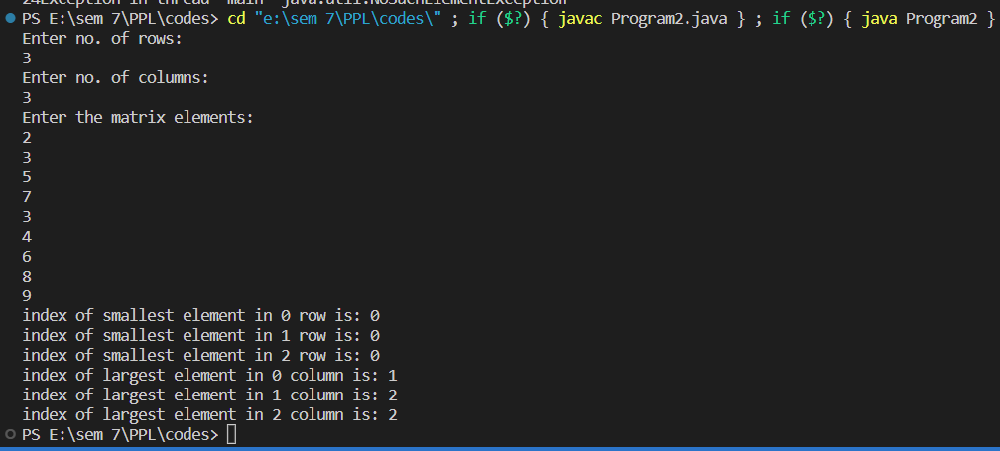 24Exception in thread "main" java.util.NoSuchElementException
PS E:\sem 7\PPL\codes> cd "e:\sem 7\PPL\codes\" ; if ($?) { javac Program2.java } ; if ($?) { java Program2 }
Enter no. of rows:
3
Enter no. of columns:
3
Enter the matrix elements:
2
3
5
7
3
4
6
8
9
index of smallest element in 0 row is: 0
index of smallest element in 1 row is: 0
index of smallest element in 2 row is: 0
index of largest element in 0 column is: 1
index of largest element in 1 column is: 2
index of largest element in 2 column is: 2
PS E:\sem 7\PPL\codes>